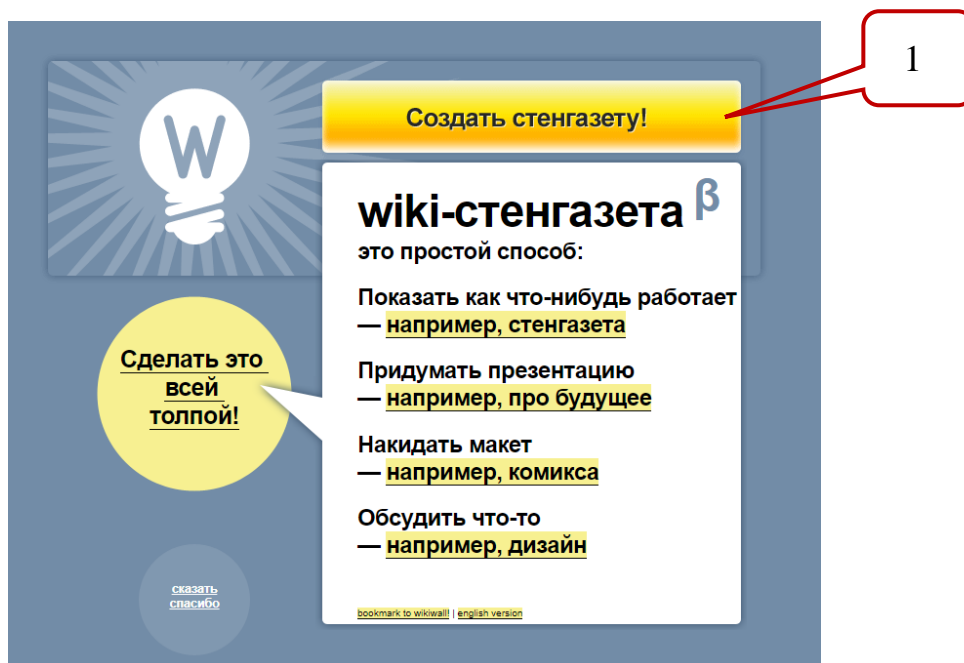 1
W
Создать стенгазету!
wiki-стенгазета β
это простой способ:
Показать как что-нибудь работает
— например, стенгазета
Придумать презентацию
— например, про будущее
Накидать макет
— например, комикса
Обсудить что-то
— например, дизайн
bookmark to wikiwall! | english version
Сделать это
всей
толпой!
сказать
спасибо